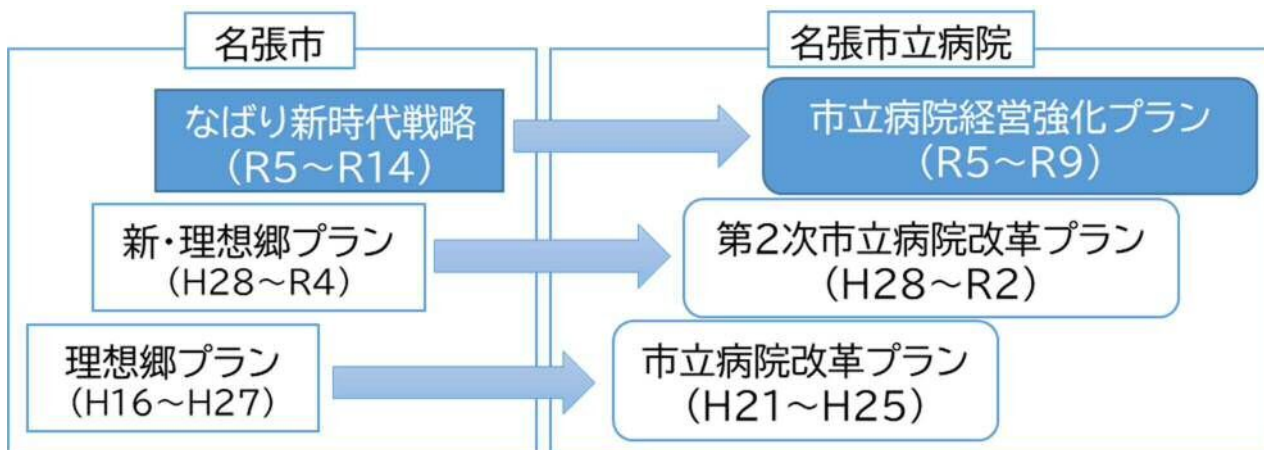 名張市
名張市立病院
なばり新時代戦略
(R5～R14)
市立病院経営強化プラン
(R5～R9)
新・理想郷プラン
(H28～R4)
第2次市立病院改革プラン
(H28～R2)
理想郷プラン
(H16～H27)
市立病院改革プラン
(H21～H25)